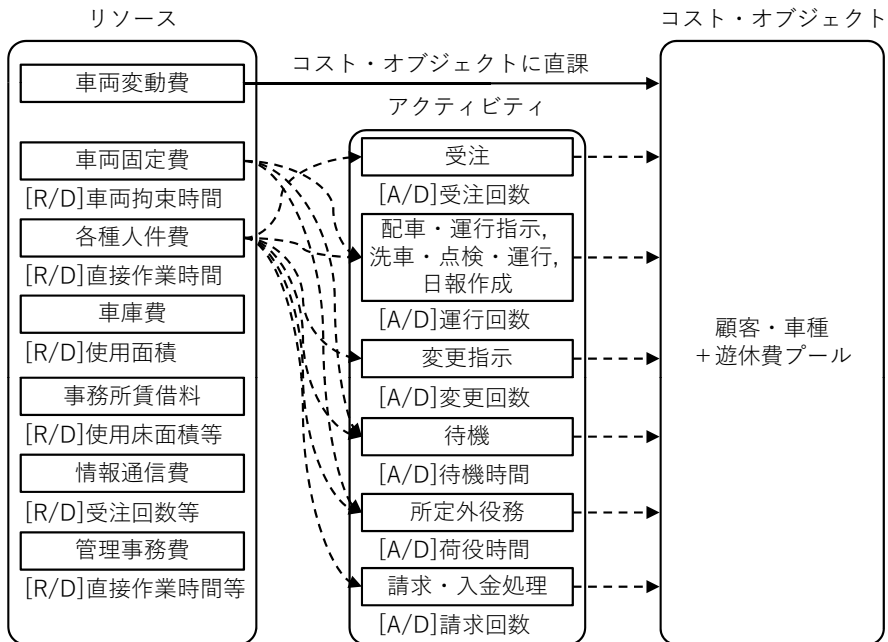 リソース
コスト・オブジェクト
車両変動費
コスト・オブジェクトに直課
アクティビティ
車両固定費
[R/D]車両拘束時間
各種人件費
[R/D]直接作業時間
車庫費
[R/D]使用面積
事務所賃借料
[R/D]使用床面積等
情報通信費
[R/D]受注回数等
管理事務費
[R/D]直接作業時間等
受注
[A/D]受注回数
配車・運行指示,
洗車・点検・運行,
日報作成
[A/D]運行回数
変更指示
[A/D]変更回数
待機
[A/D]待機時間
所定外役務
[A/D]荷役時間
請求・入金処理
[A/D]請求回数
顧客・車種
＋遊休費プール